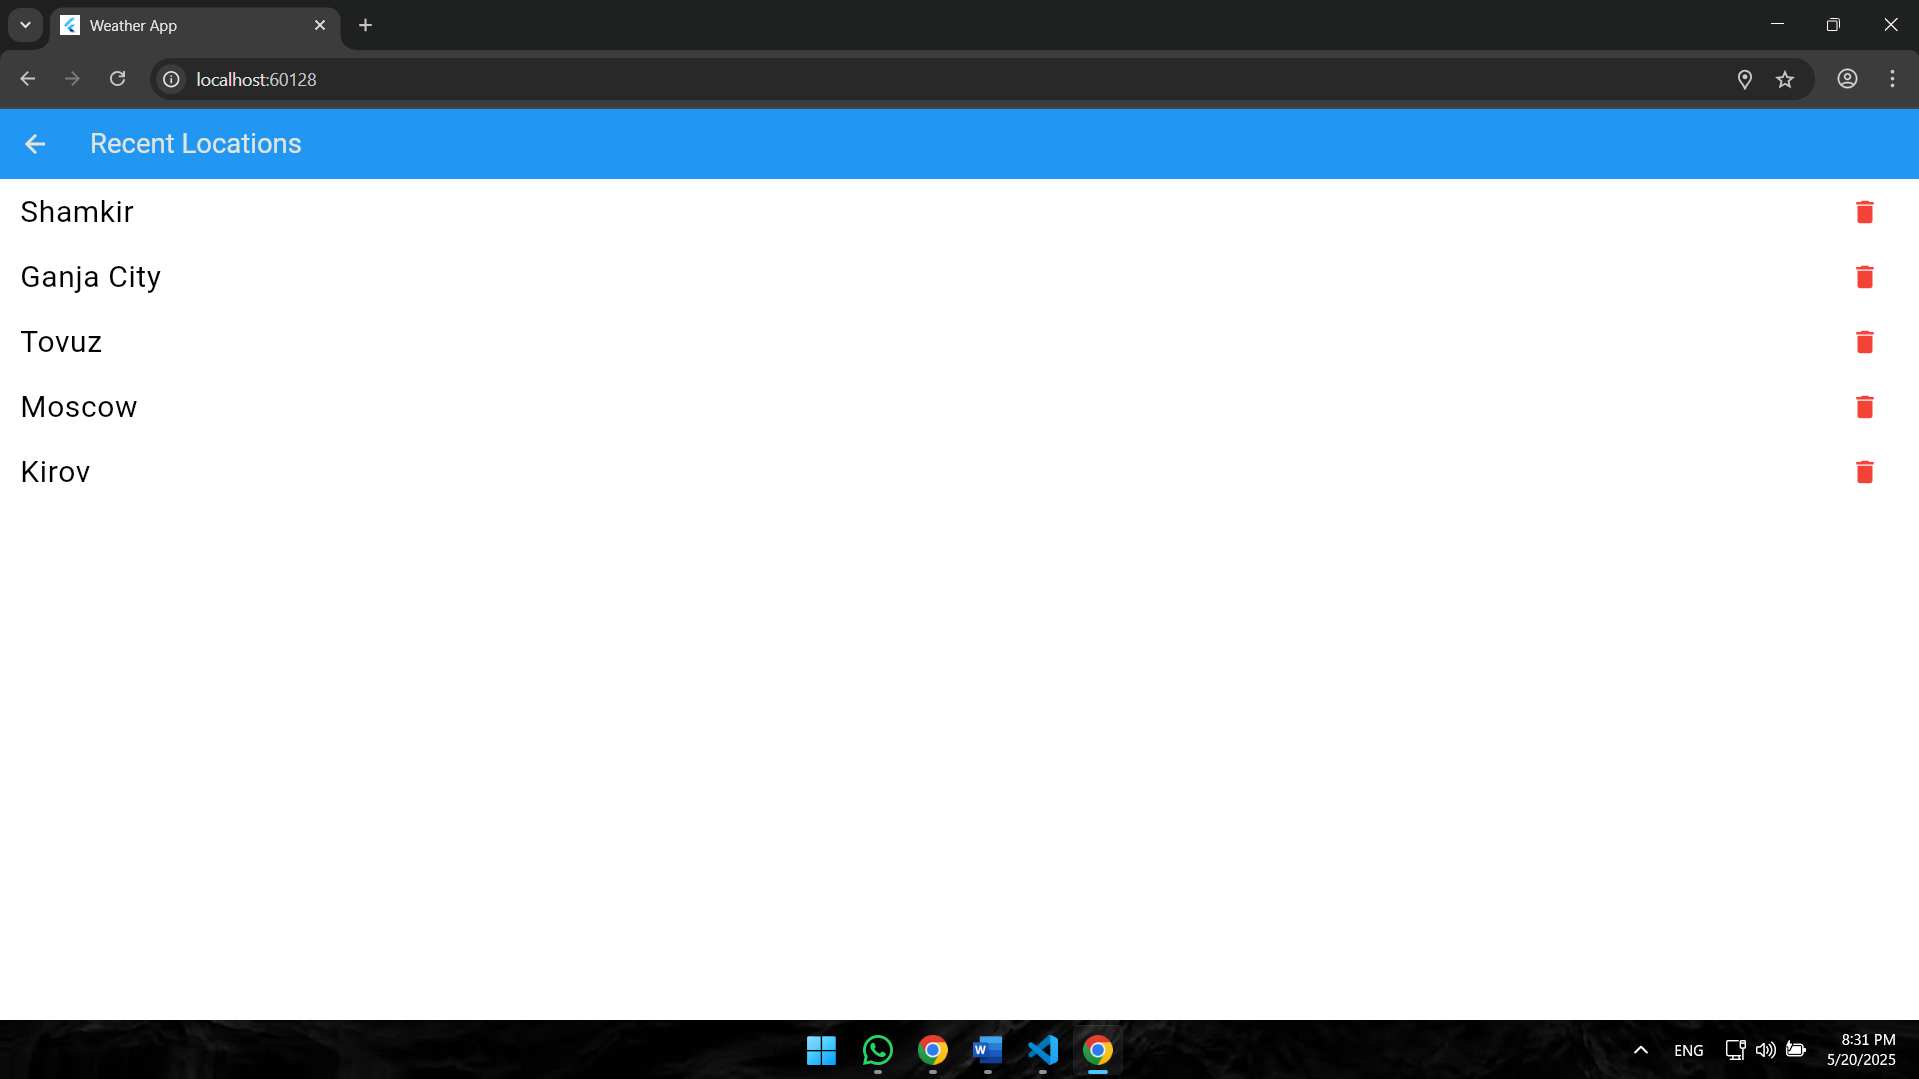 Weather App
localhost:60128
Recent Locations
Shamkir
Ganja City
Tovuz
Moscow
Kirov
W
ENG
8:31 PM
5/20/2025